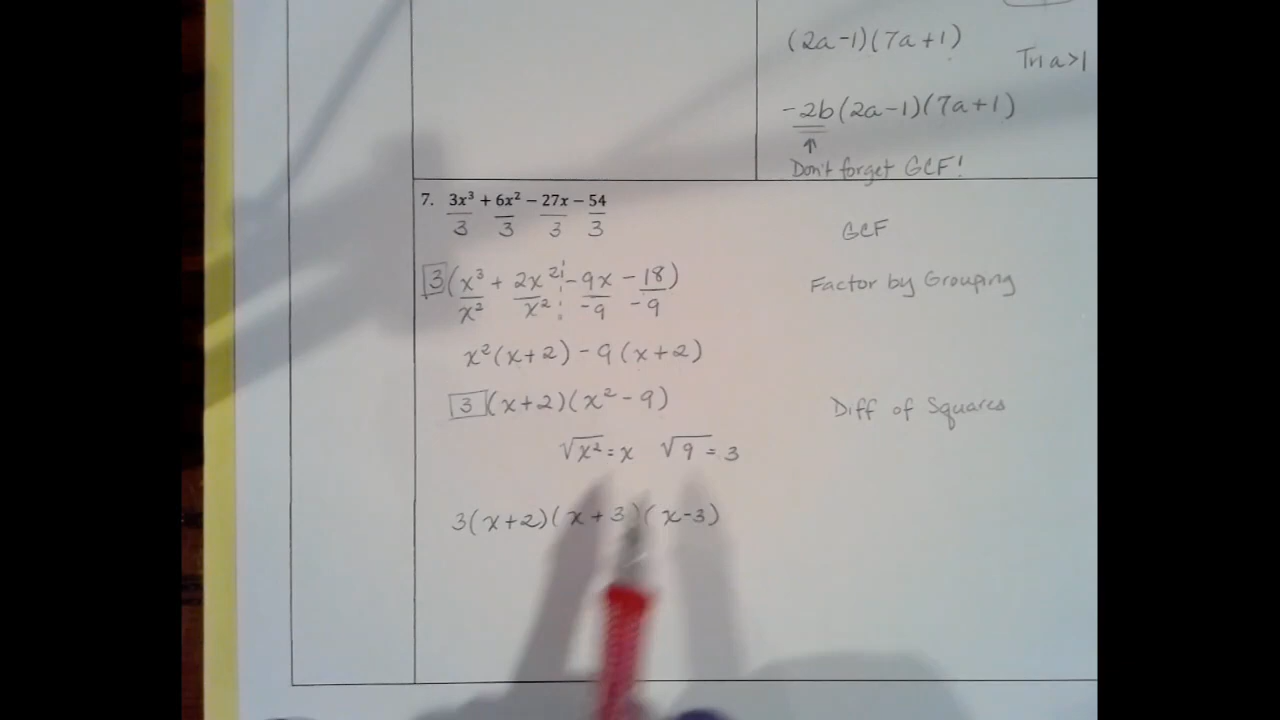 (2a-1)(7a+1)
Tri a>1
-2b(2a-1)(7a+1)
↑
Don't forget GCF!
7. 3x³ + 6x² − 27x − 54
3 3 3 3
GCF
3(x³ + 2x² - 9x - 18)
x² x² -9 -9
Factor by Grouping
x²(x+2) - 9(x+2)
3(x+2)(x²-9)
Diff of Squares
√x² = x √9 = 3
3(x+2)(x+3)(x-3)